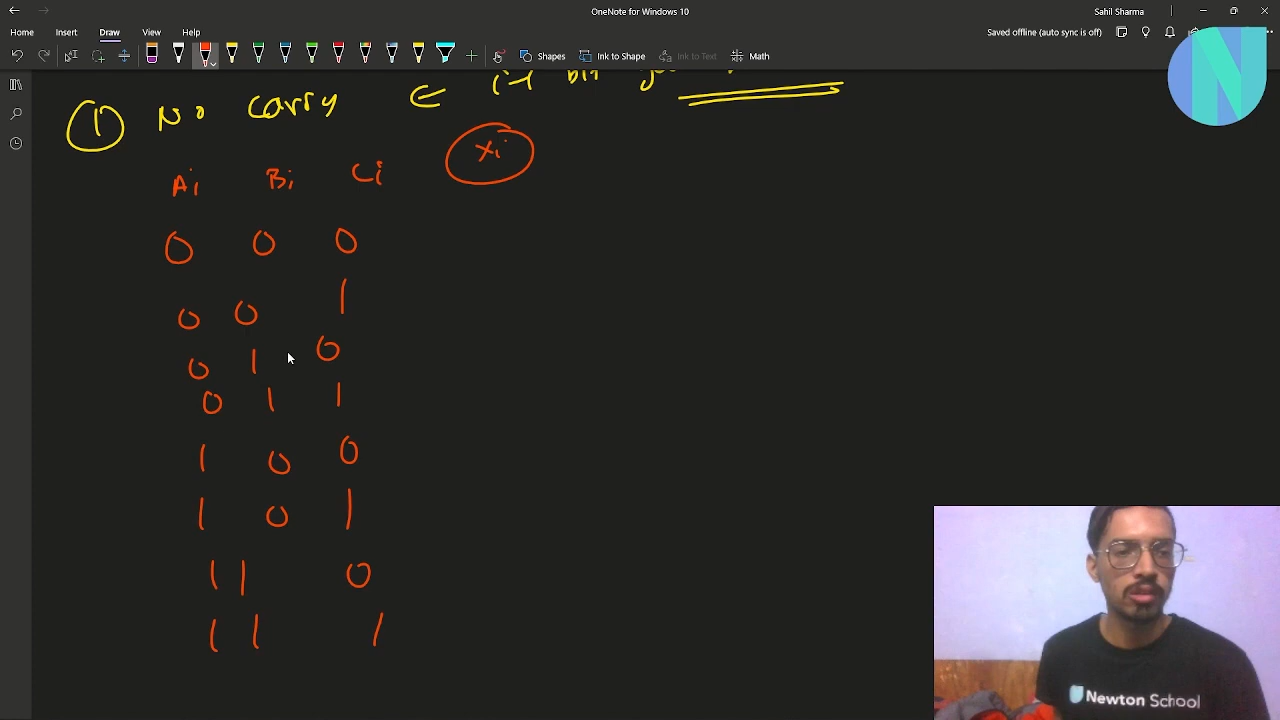 OneNote for Windows 10
Sahil Sharma
Home Insert Draw View Help
Saved offline (auto sync is off)
Shapes Ink to Shape Ink to Text Math
① No carry ∈ i-1 bit
Ai Bi Ci Xi
0 0 0
0 0 1
0 1 0
0 1 1
1 0 0
1 0 1
1 1 0
1 1 1
Newton School